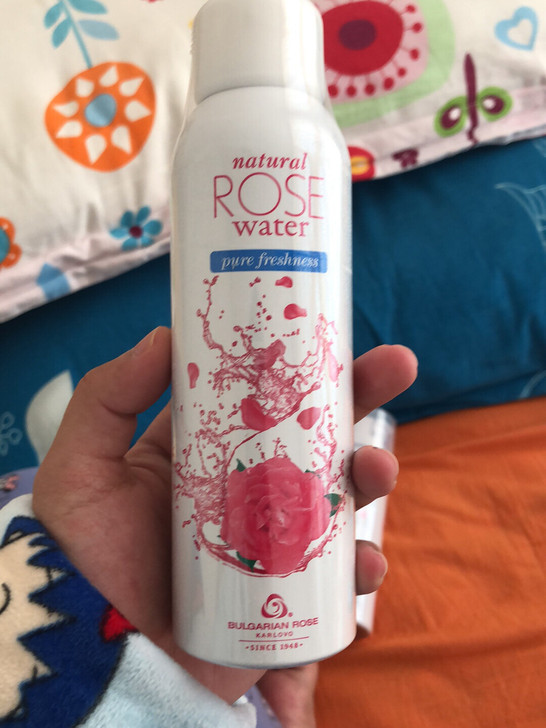 natural
ROSE
water
pure freshness
BULGARIAN ROSE
KARLOVO
•SINCE 1948•